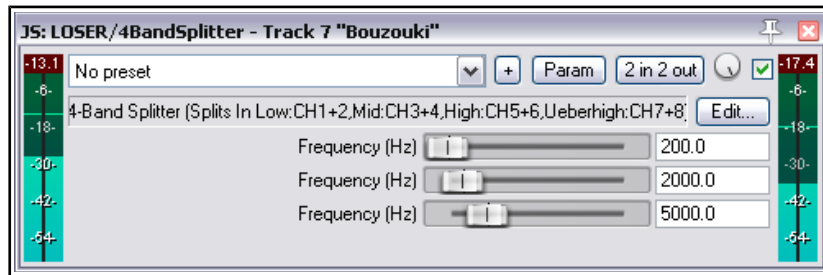 JS: LOSER/4BandSplitter - Track 7 "Bouzouki"
-13.1 No preset + Param 2 in 2 out -17.4
-6- -6-
4-Band Splitter (Splits In Low:CH1+2,Mid:CH3+4,High:CH5+6,Ueberhigh:CH7+8) Edit...
-18- -18-
Frequency (Hz) 200.0
-30- -30-
Frequency (Hz) 2000.0
-42- -42-
Frequency (Hz) 5000.0
-54- -54-